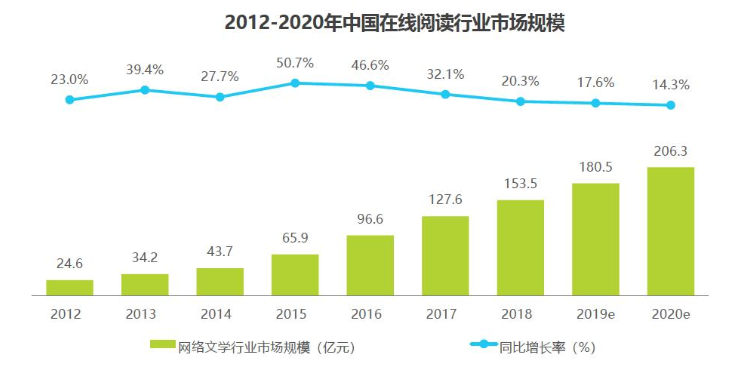 2012-2020年中国在线阅读行业市场规模
23.0% 39.4% 27.7% 50.7% 46.6% 32.1% 20.3% 17.6% 14.3%
24.6 34.2 43.7 65.9 96.6 127.6 153.5 180.5 206.3
2012 2013 2014 2015 2016 2017 2018 2019e 2020e
网络文学行业市场规模（亿元） 同比增长率（%）